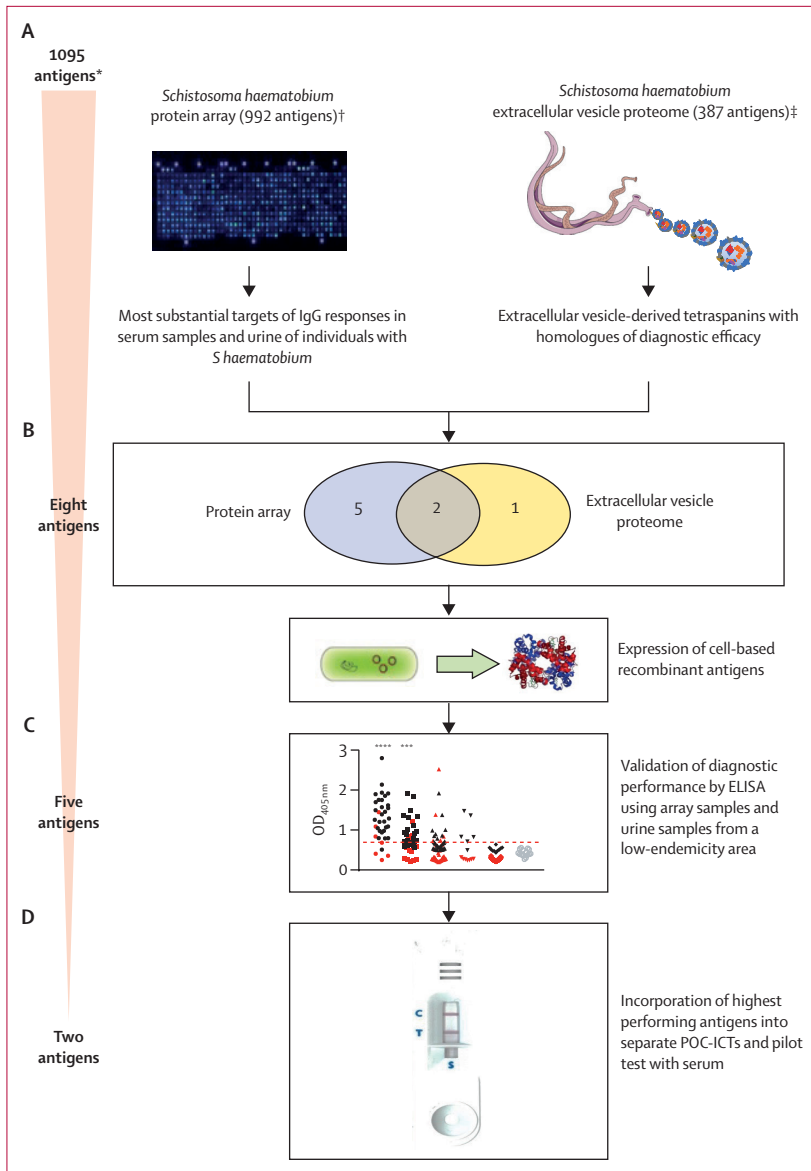 A
1095
antigens*
Schistosoma haematobium
protein array (992 antigens)†
Schistosoma haematobium
extracellular vesicle proteome (387 antigens)‡
Most substantial targets of IgG responses in
serum samples and urine of individuals with
S haematobium
Extracellular vesicle-derived tetraspanins with
homologues of diagnostic efficacy
B
Eight
antigens
Protein array
5
2
1
Extracellular vesicle
proteome
Expression of cell-based
recombinant antigens
C
Five
antigens
3
2
1
0
OD405 nm
**** ***
Validation of diagnostic
performance by ELISA
using array samples and
urine samples from a
low-endemicity area
D
Two
antigens
C
T
S
Incorporation of highest
performing antigens into
separate POC-ICTs and pilot
test with serum